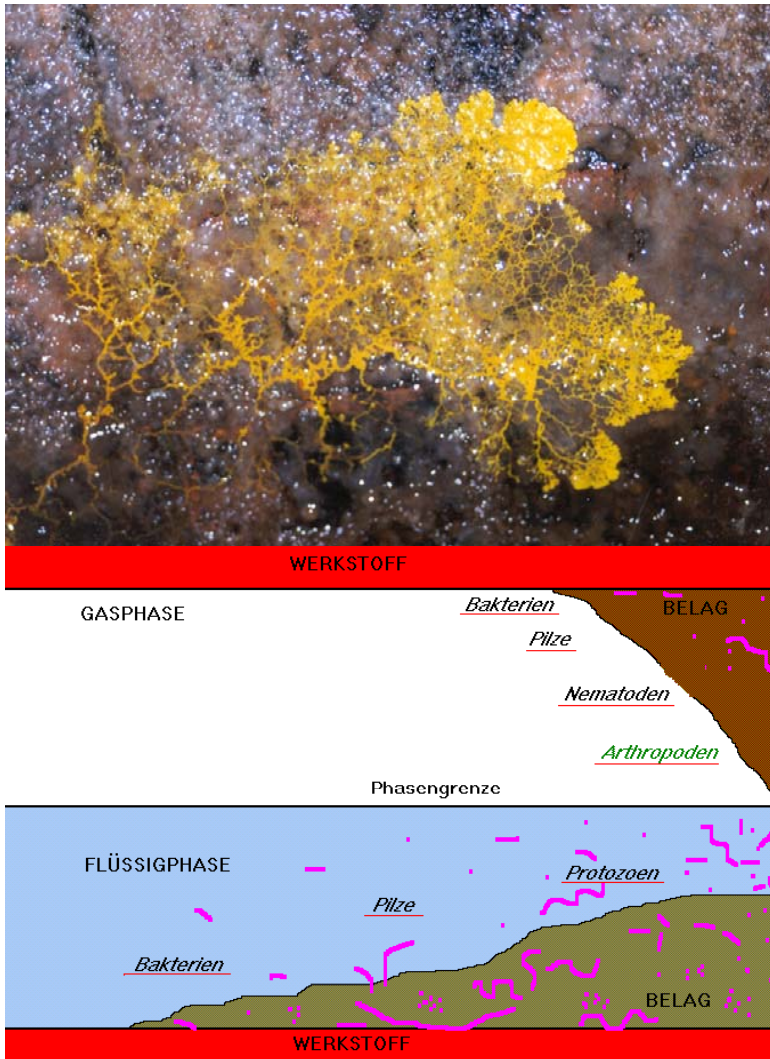 WERKSTOFF
GASPHASE
Bakterien
BELAG
Pilze
Nematoden
Arthropoden
Phasengrenze
FLÜSSIGPHASE
Protozoen
Pilze
Bakterien
BELAG
WERKSTOFF